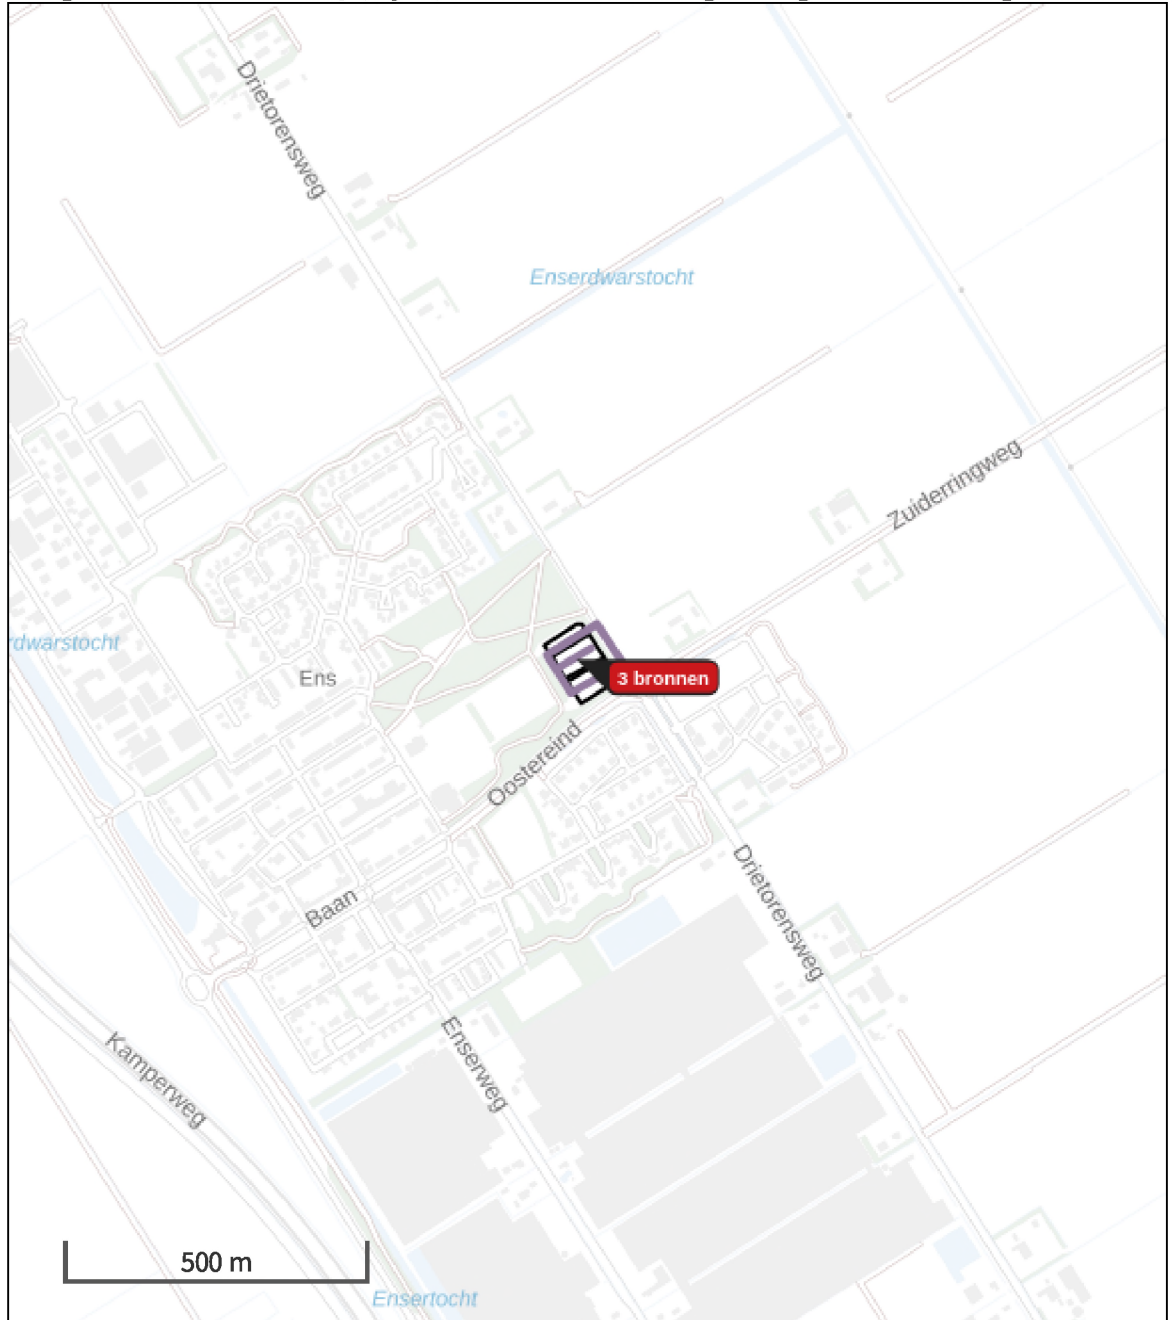 Drietorensweg
Enserdwarstocht
Zuiderringweg
rdwarstocht
Ens
3 bronnen
Oostereind
Baan
Drietorensweg
Enserweg
Kamperweg
500 m
Ensertocht